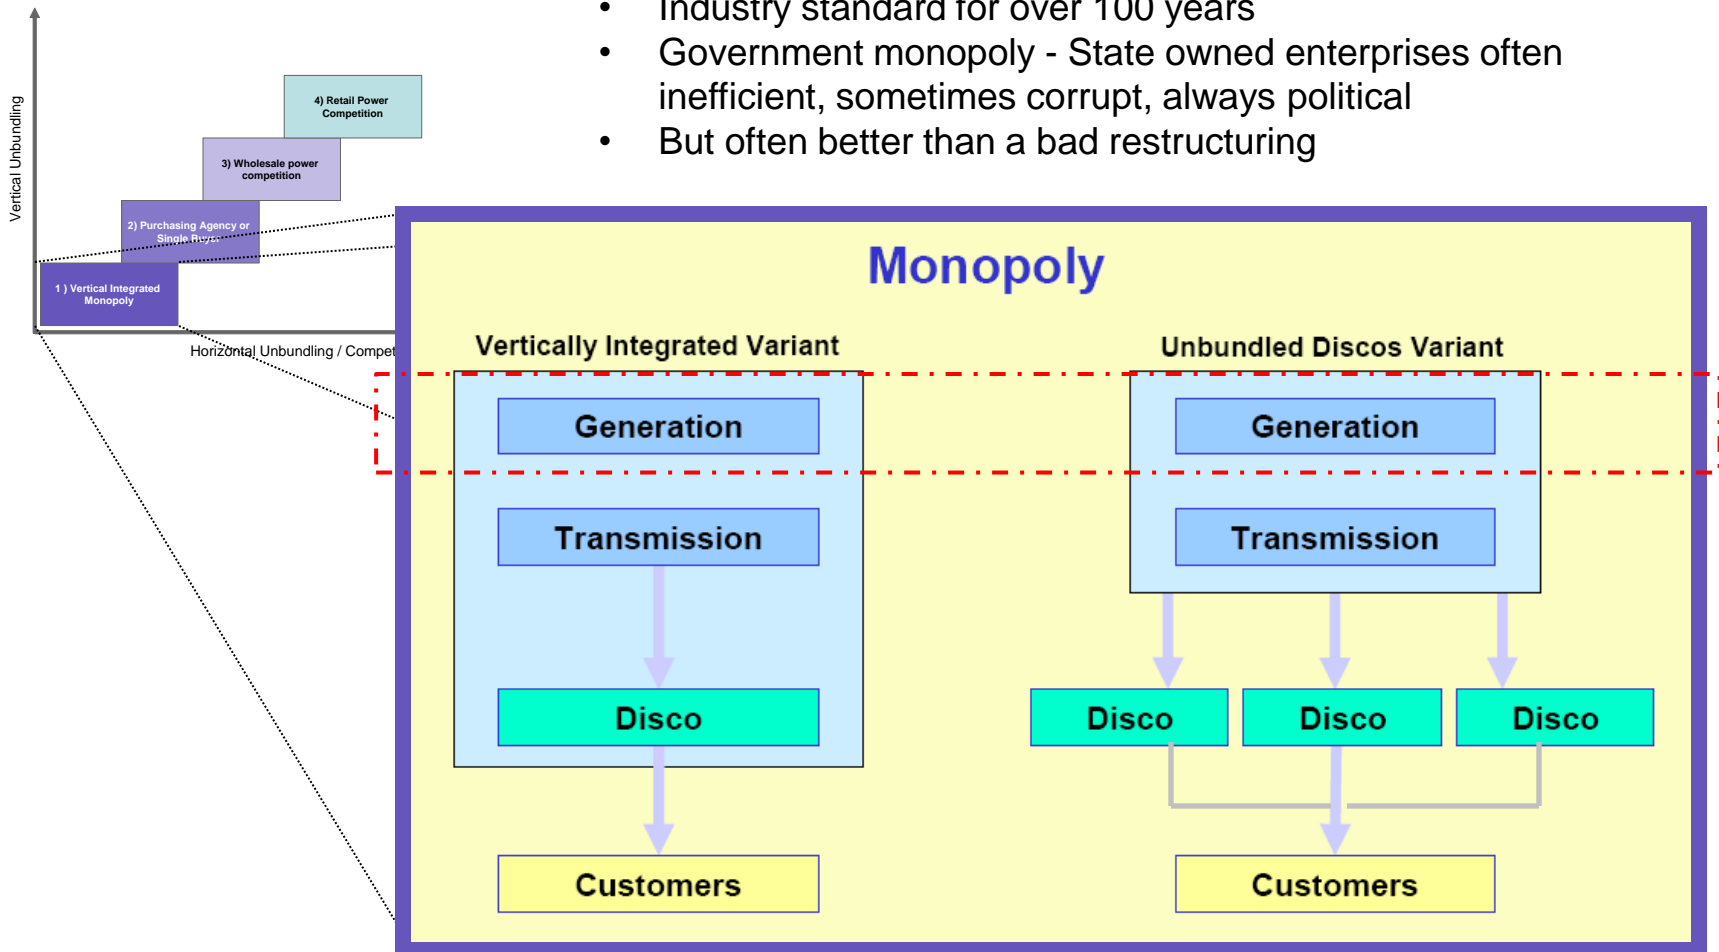 • Industry standard for over 100 years
• Government monopoly - State owned enterprises often
inefficient, sometimes corrupt, always political
• But often better than a bad restructuring
Vertical Unbundling
4) Retail Power
Competition
3) Wholesale power
competition
2) Purchasing Agency or
Single Buyer
1 ) Vertical Integrated
Monopoly
Horizontal Unbundling / Compet
Monopoly
Vertically Integrated Variant
Generation
Transmission
Disco
Customers
Unbundled Discos Variant
Generation
Transmission
Disco Disco Disco
Customers